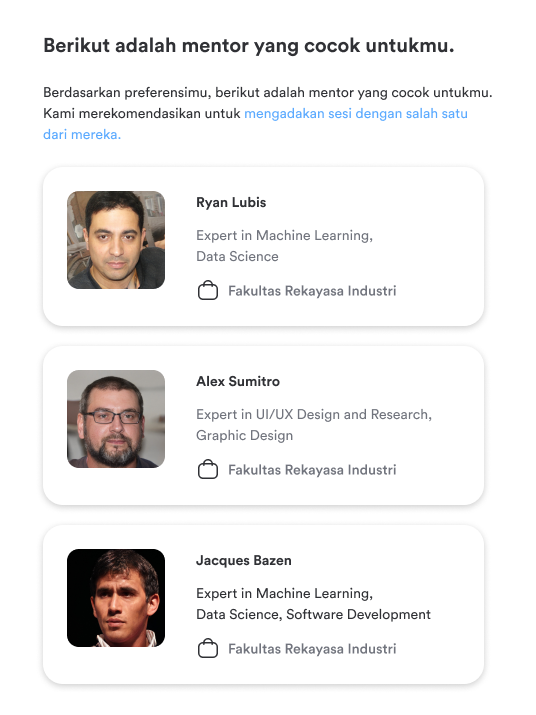 Berikut adalah mentor yang cocok untukmu.
Berdasarkan preferensimu, berikut adalah mentor yang cocok untukmu.
Kami merekomendasikan untuk mengadakan sesi dengan salah satu
dari mereka.
Ryan Lubis
Expert in Machine Learning,
Data Science
Fakultas Rekayasa Industri
Alex Sumitro
Expert in UI/UX Design and Research,
Graphic Design
Fakultas Rekayasa Industri
Jacques Bazen
Expert in Machine Learning,
Data Science, Software Development
Fakultas Rekayasa Industri